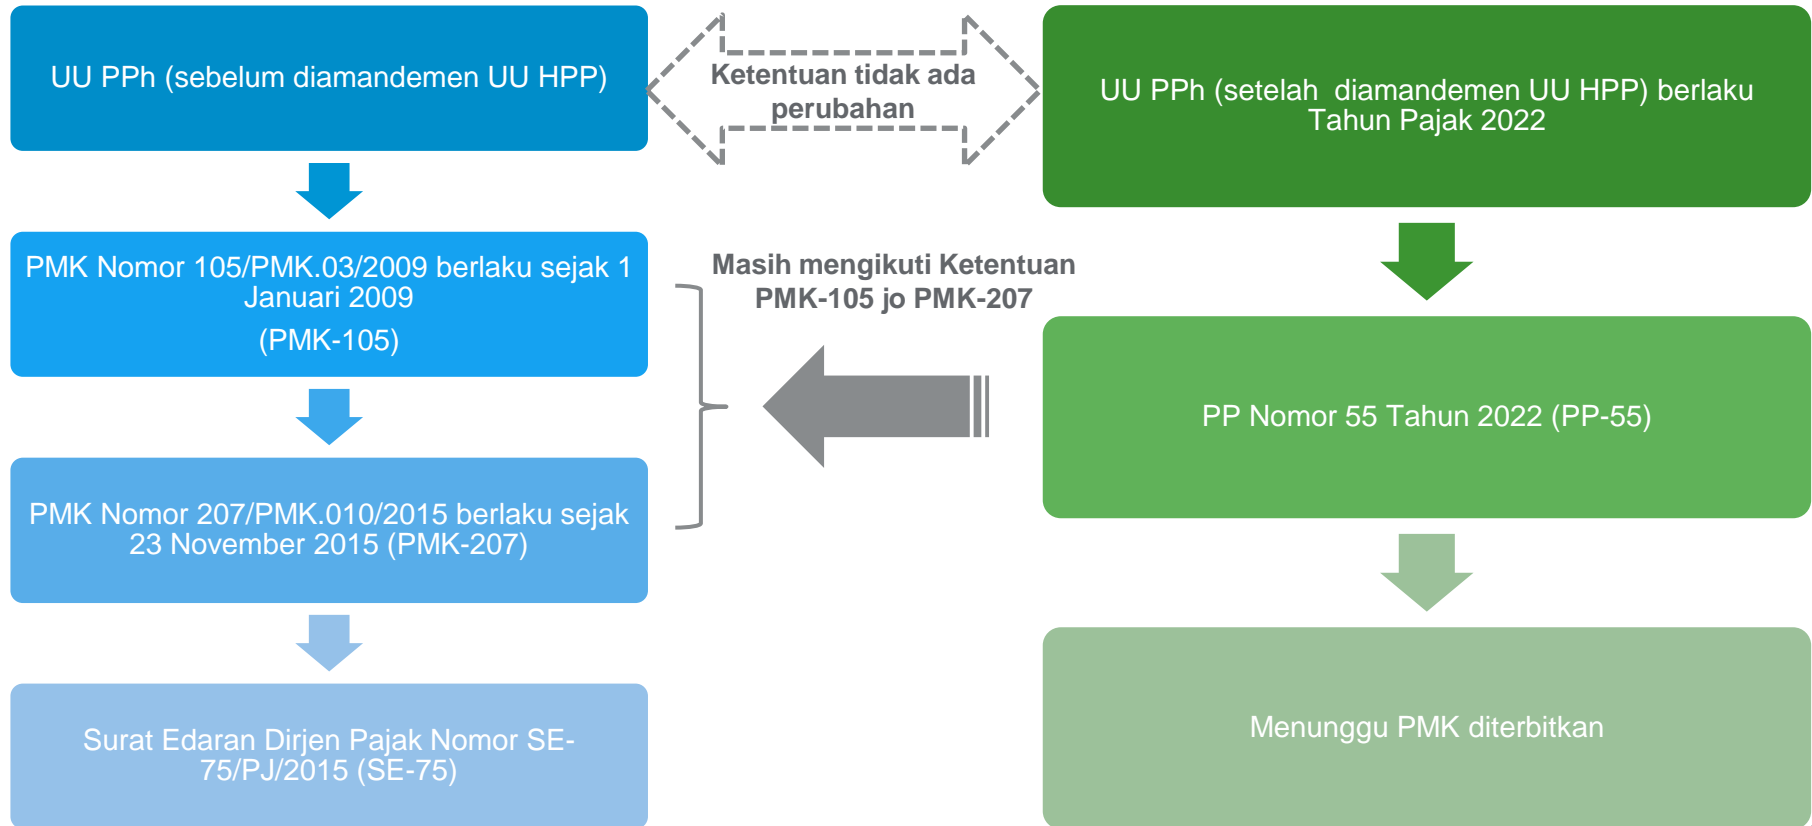 UU PPh (sebelum diamandemen UU HPP)
Ketentuan tidak ada
perubahan
UU PPh (setelah  diamandemen UU HPP) berlaku
Tahun Pajak 2022
PMK Nomor 105/PMK.03/2009 berlaku sejak 1
Januari 2009
(PMK-105)
Masih mengikuti Ketentuan
PMK-105 jo PMK-207
PP Nomor 55 Tahun 2022 (PP-55)
PMK Nomor 207/PMK.010/2015 berlaku sejak
23 November 2015 (PMK-207)
Surat Edaran Dirjen Pajak Nomor SE-
75/PJ/2015 (SE-75)
Menunggu PMK diterbitkan